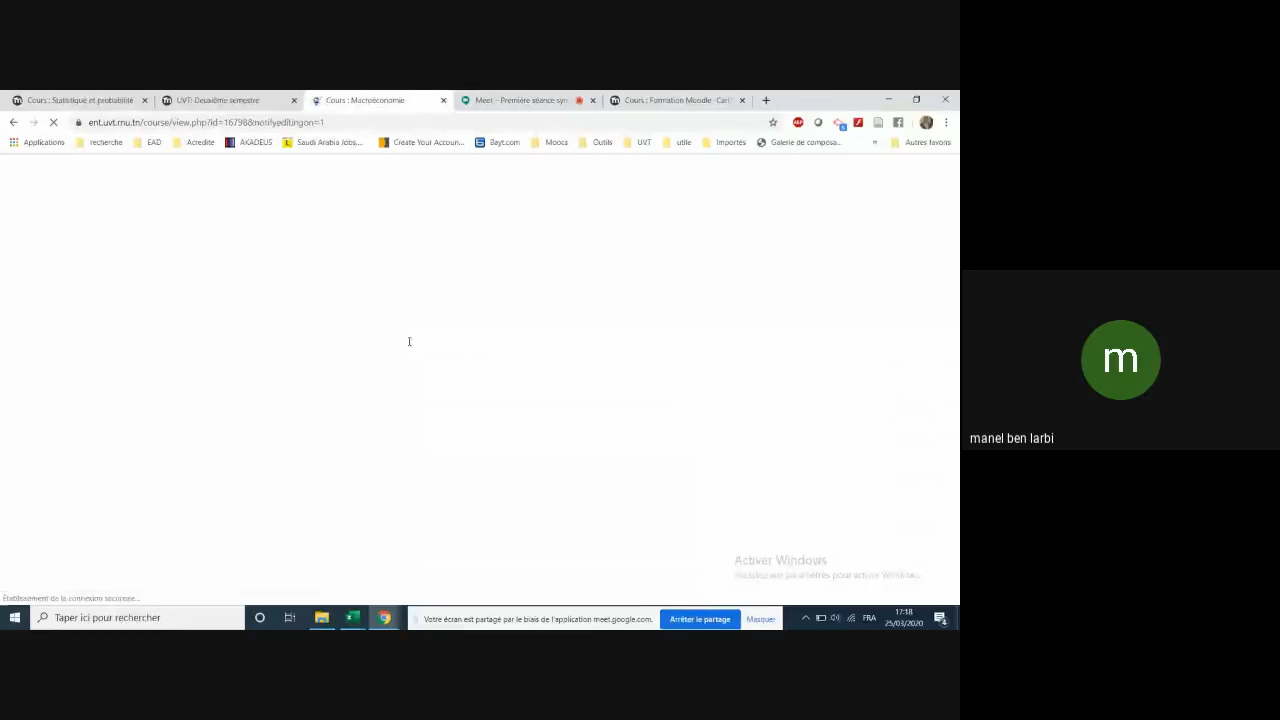 Cours : Statistique et probabilité
UVT: Deuxième semestre
Cours : Macroéconomie
Meet – Première séance syn
Cours : Formation Moodle -Cart
ent.uvt.rnu.tn/course/view.php?id=16798&notifyeditingon=1
Applications
recherche
EAD
Acredite
AKADEUS
Saudi Arabia Jobs,...
Create Your Accoun...
Bayt.com
Moocs
Outils
UVT
utile
Importés
Galerie de composa...
»
Autres favoris
m
manel ben larbi
Activer Windows
paramètres pour activer Window...
Établissement de la connexion sécurisée...
Taper ici pour rechercher
Votre écran est partagé par le biais de l'application meet.google.com.
Arrêter le partage
Masquer
FRA
17:18
25/03/2020
4